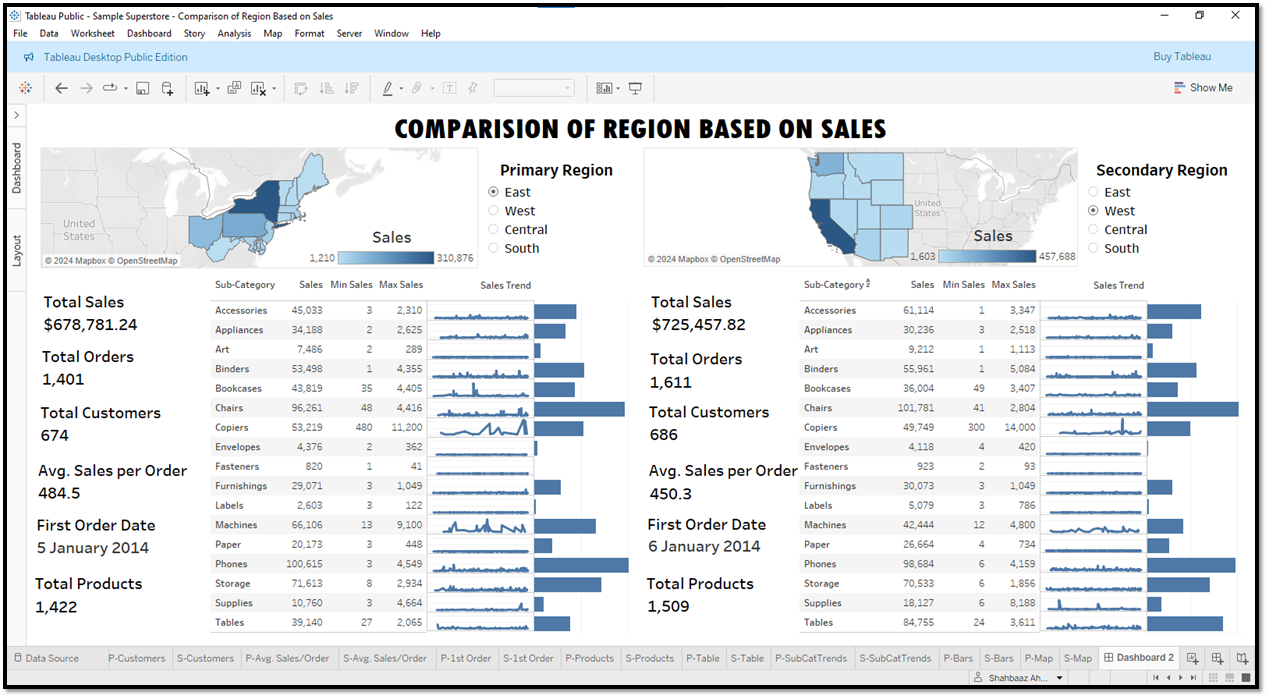 Tableau Public - Sample Superstore - Comparison of Region Based on Sales
File Data Worksheet Dashboard Story Analysis Map Format Server Window Help
Tableau Desktop Public Edition Buy Tableau
Show Me
Dashboard
Layout
COMPARISION OF REGION BASED ON SALES
United States
Sales
1,210 310,876
© 2024 Mapbox © OpenStreetMap
Primary Region
East
West
Central
South
United States
Sales
1,603 457,688
© 2024 Mapbox © OpenStreetMap
Secondary Region
East
West
Central
South
Total Sales
$678,781.24
Total Orders
1,401
Total Customers
674
Avg. Sales per Order
484.5
First Order Date
5 January 2014
Total Products
1,422
Sub-Category Sales Min Sales Max Sales Sales Trend
Accessories 45,033 3 2,310
Appliances 34,188 2 2,625
Art 7,486 2 289
Binders 53,498 1 4,355
Bookcases 43,819 35 4,405
Chairs 96,261 48 4,416
Copiers 53,219 480 11,200
Envelopes 4,376 2 362
Fasteners 820 1 41
Furnishings 29,071 3 1,049
Labels 2,603 3 122
Machines 66,106 13 9,100
Paper 20,173 3 448
Phones 100,615 3 4,549
Storage 71,613 8 2,934
Supplies 10,760 3 4,664
Tables 39,140 27 2,065
Total Sales
$725,457.82
Total Orders
1,611
Total Customers
686
Avg. Sales per Order
450.3
First Order Date
6 January 2014
Total Products
1,509
Sub-Category Sales Min Sales Max Sales Sales Trend
Accessories 61,114 1 3,347
Appliances 30,236 3 2,518
Art 9,212 1 1,113
Binders 55,961 1 5,084
Bookcases 36,004 49 3,407
Chairs 101,781 41 2,804
Copiers 49,749 300 14,000
Envelopes 4,118 4 420
Fasteners 923 2 93
Furnishings 30,073 3 1,049
Labels 5,079 3 786
Machines 42,444 12 4,800
Paper 26,664 4 734
Phones 98,684 6 4,159
Storage 70,533 6 1,856
Supplies 18,127 6 8,188
Tables 84,755 24 3,611
Data Source P-Customers S-Customers P-Avg. Sales/Order S-Avg. Sales/Order P-1st Order S-1st Order P-Products S-Products P-Table S-Table P-SubCatTrends S-SubCatTrends P-Bars S-Bars P-Map S-Map Dashboard 2
Shahbaaz Ah...